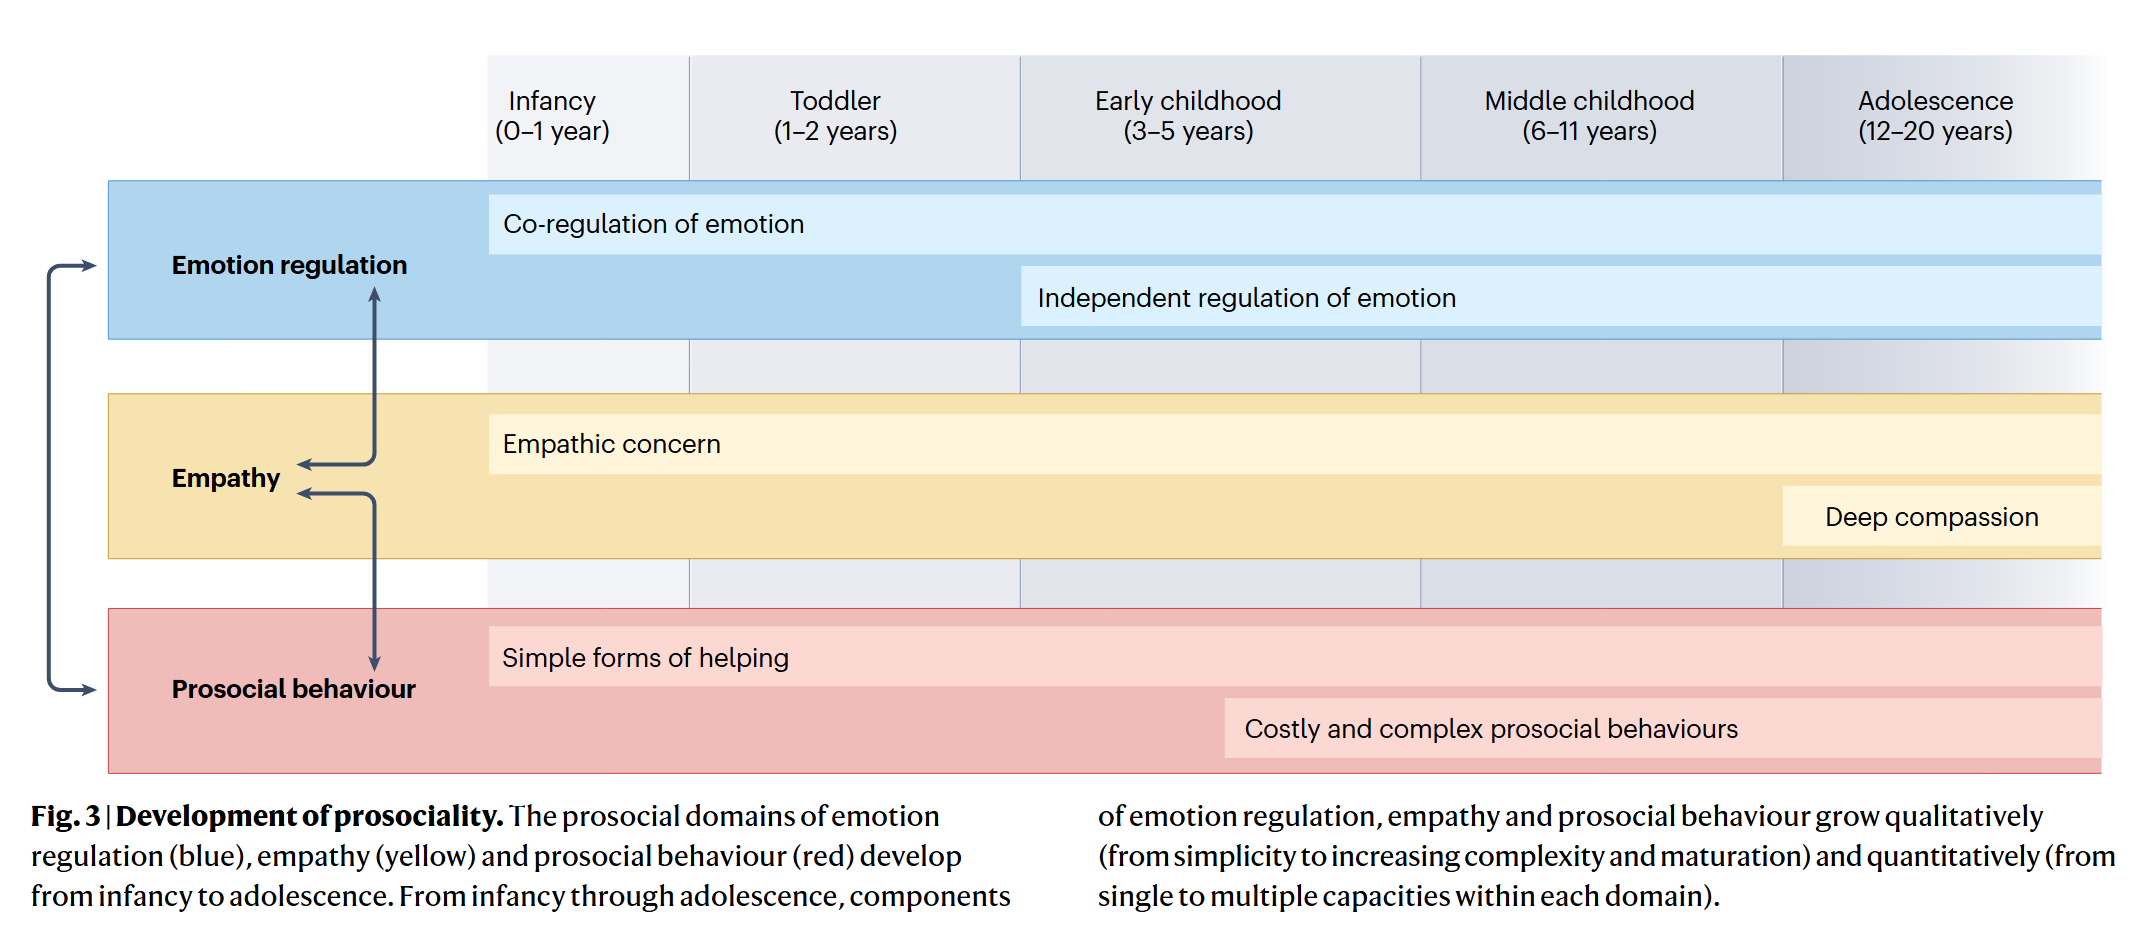 Infancy
(0–1 year)
Toddler
(1–2 years)
Early childhood
(3–5 years)
Middle childhood
(6–11 years)
Adolescence
(12–20 years)
Emotion regulation
Co-regulation of emotion
Independent regulation of emotion
Empathy
Empathic concern
Deep compassion
Prosocial behaviour
Simple forms of helping
Costly and complex prosocial behaviours
Fig. 3 | Development of prosociality. The prosocial domains of emotion
regulation (blue), empathy (yellow) and prosocial behaviour (red) develop
from infancy to adolescence. From infancy through adolescence, components
of emotion regulation, empathy and prosocial behaviour grow qualitatively
(from simplicity to increasing complexity and maturation) and quantitatively (from
single to multiple capacities within each domain).